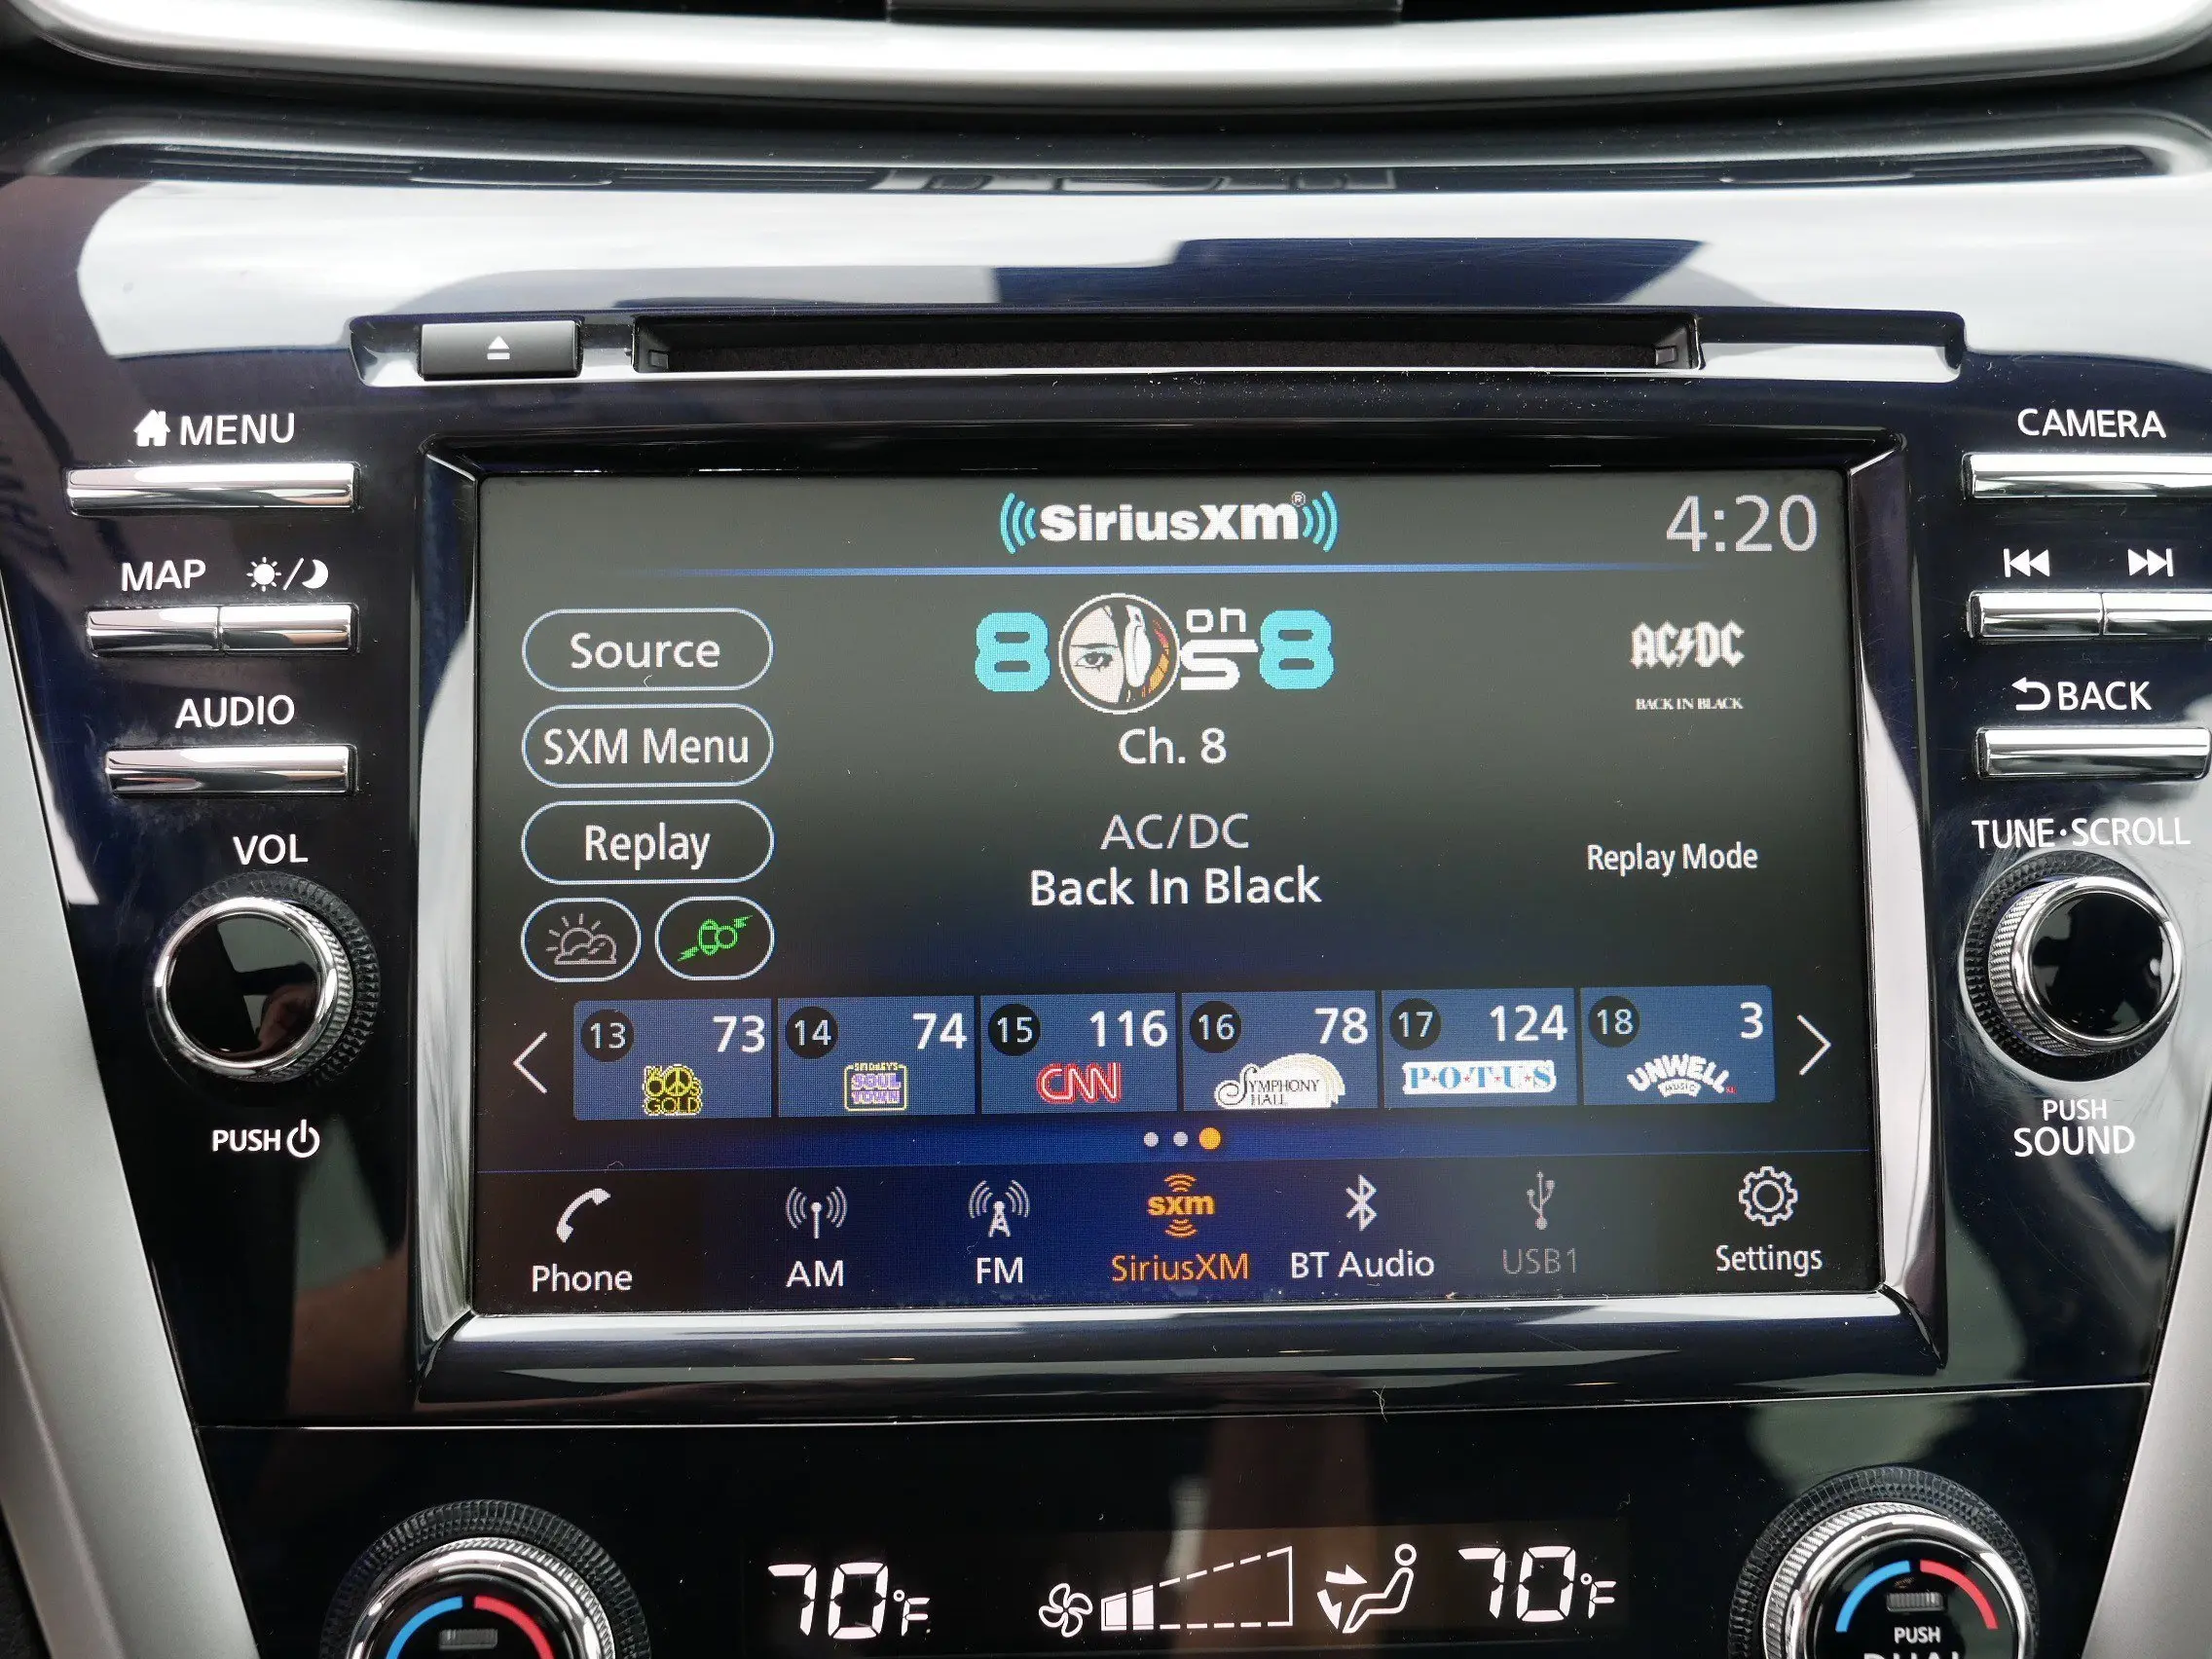 MENU
CAMERA
SiriusXM®
4:20
MAP
AUDIO
BACK
VOL
TUNE·SCROLL
PUSH
PUSH
SOUND
Source
SXM Menu
Replay
8 on 8
Ch. 8
AC/DC
Back In Black
AC/DC
BACK IN BLACK
Replay Mode
13 73
60s
GOLD
14 74
SMOKEY'S
SOUL
TOWN
15 116
CNN
16 78
SYMPHONY
HALL
17 124
P*O*T*U*S
18 3
UNWELL
MUSIC
Phone
AM
FM
sxm
SiriusXM
BT Audio
USB1
Settings
70°F
70°F
PUSH
DUAL